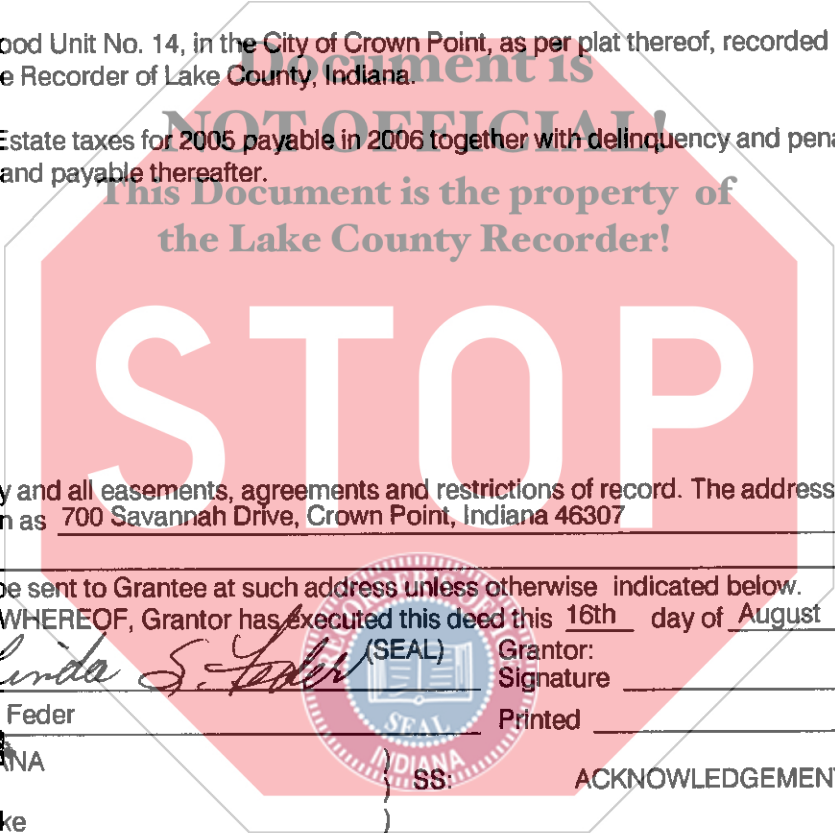 ood Unit No. 14, in the City of Crown Point, as per plat thereof, recorded
Document is
e Recorder of Lake County, Indiana.
NOT OFFICIAL!
Estate taxes for 2005 payable in 2006 together with delinquency and pena
and payable thereafter.
This Document is the property of
the Lake County Recorder!
STOP
y and all easements, agreements and restrictions of record. The address
n as 700 Savannah Drive, Crown Point, Indiana 46307
be sent to Grantee at such address unless otherwise indicated below.
WHEREOF, Grantor has executed this deed this 16th day of August
Linda S. Feder (SEAL) Grantor:
Signature
Feder Printed
ANA
SS: ACKNOWLEDGEMENT
ke
SEAL
INDIANA